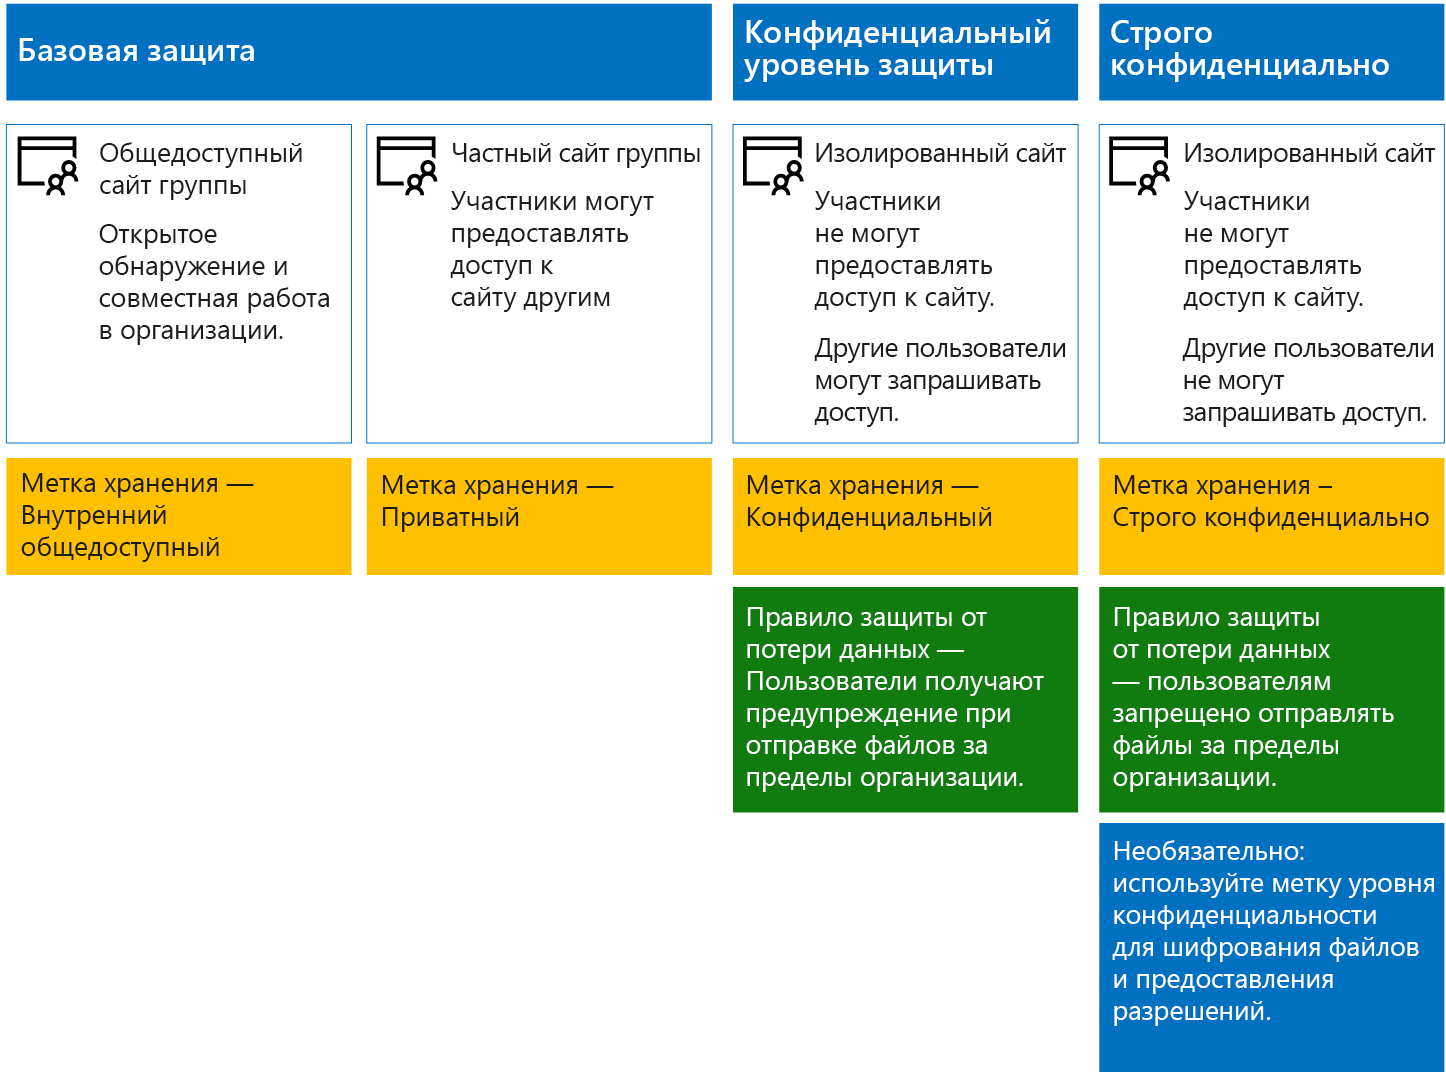 Базовая защита
Конфиденциальный
уровень защиты
Строго
конфиденциально
Общедоступный
сайт группы
Открытое
обнаружение и
совместная работа
в организации.
Частный сайт группы
Участники могут
предоставлять
доступ к
сайту другим
Изолированный сайт
Участники
не могут
предоставлять
доступ к сайту.
Другие пользователи
могут запрашивать
доступ.
Изолированный сайт
Участники
не могут
предоставлять
доступ к сайту.
Другие пользователи
не могут
запрашивать доступ.
Метка хранения —
Внутренний
общедоступный
Метка хранения —
Приватный
Метка хранения —
Конфиденциальный
Метка хранения –
Строго конфиденциально
Правило защиты от
потери данных —
Пользователи получают
предупреждение при
отправке файлов за
пределы организации.
Правило защиты
от потери данных
— пользователям
запрещено отправлять
файлы за пределы
организации.
Необязательно:
используйте метку уровня
конфиденциальности
для шифрования файлов
и предоставления
разрешений.